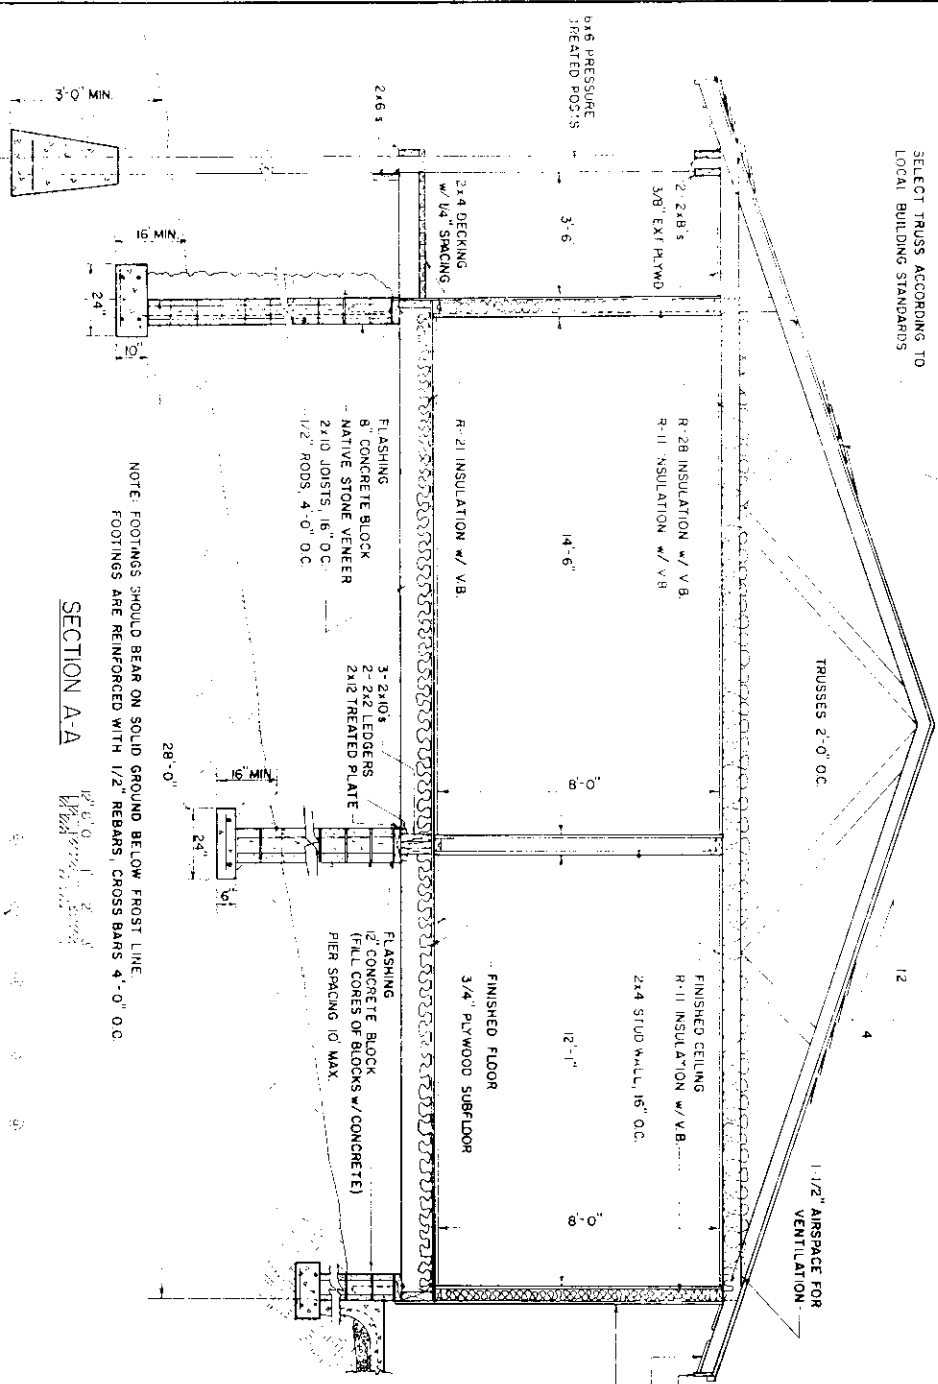 SELECT TRUSS ACCORDING TO
LOCAL BUILDING STANDARDS
12
4
1-1/2" AIRSPACE FOR
VENTILATION
TRUSSES 2'-0" O.C.
2- 2x8's
3/8" EXT PLYWD
R-28 INSULATION w/ V.B.
R-11 INSULATION w/ V.B.
FINISHED CEILING
R-11 INSULATION w/ V.B.
2x4 STUD WALL, 16" O.C.
6x6 PRESSURE
TREATED POSTS
3'-6"
14'-6"
8'-0"
12'-1"
8'-0"
2x4 DECKING
w/ 1/4" SPACING
R-21 INSULATION w/ V.B.
FINISHED FLOOR
3/4" PLYWOOD SUBFLOOR
2x6's
FLASHING
8" CONCRETE BLOCK
NATIVE STONE VENEER
2x10 JOISTS, 16" O.C.
1/2" RODS, 4'-0" O.C.
3- 2x10's
2- 2x2 LEDGERS
2x12 TREATED PLATE
FLASHING
12" CONCRETE BLOCK
(FILL CORES OF BLOCKS w/ CONCRETE)
PIER SPACING 10' MAX.
3'-0" MIN.
16" MIN.
24"
10"
16" MIN.
24"
6"
28'-0"
NOTE: FOOTINGS SHOULD BEAR ON SOLID GROUND BELOW FROST LINE.
FOOTINGS ARE REINFORCED WITH 1/2" REBARS, CROSS BARS 4'-0" O.C.
SECTION A-A
12" 6" 0 1 2 3